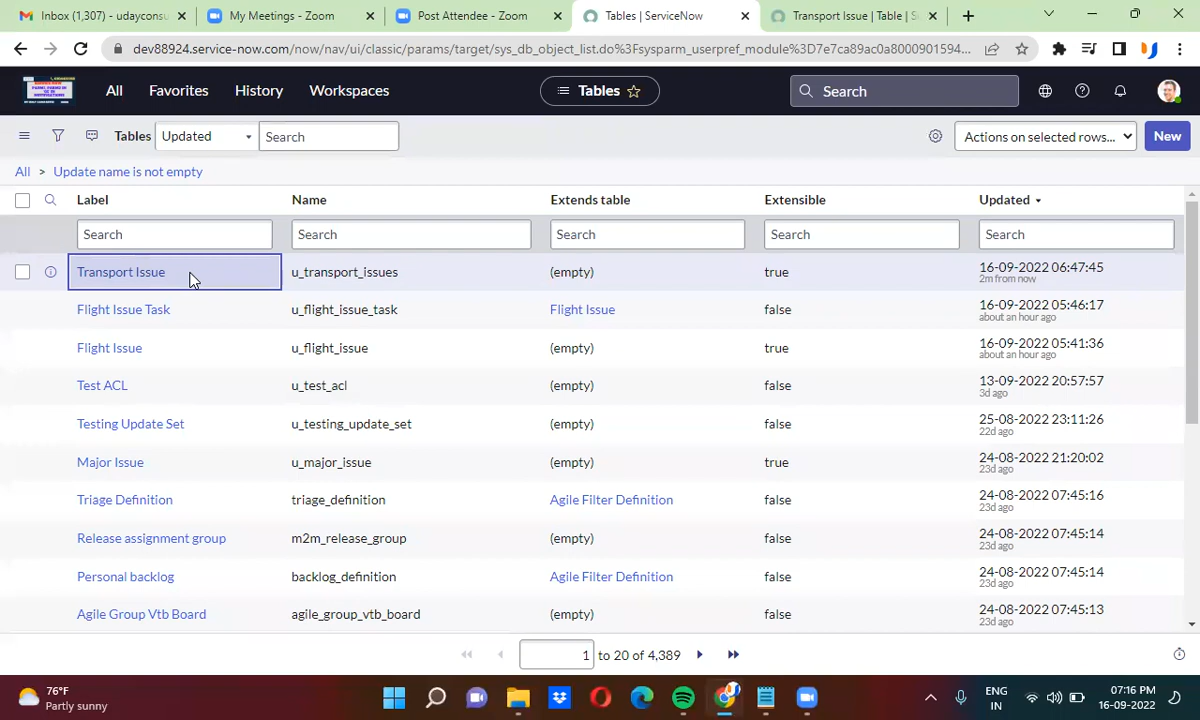 Inbox (1,307) - udayconsu
My Meetings - Zoom
Post Attendee - Zoom
Tables | ServiceNow
Transport Issue | Table | S
dev88924.service-now.com/now/nav/ui/classic/params/target/sys_db_object_list.do%3Fsysparm_userpref_module%3D7e7ca89ac0a8000901594...
All
Favorites
History
Workspaces
Tables
Search
Tables
Updated
Search
Actions on selected rows...
New
All > Update name is not empty
Label Name Extends table Extensible Updated
Search Search Search Search Search
Transport Issue u_transport_issues (empty) true 16-09-2022 06:47:45
2m from now
Flight Issue Task u_flight_issue_task Flight Issue false 16-09-2022 05:46:17
about an hour ago
Flight Issue u_flight_issue (empty) true 16-09-2022 05:41:36
about an hour ago
Test ACL u_test_acl (empty) false 13-09-2022 20:57:57
3d ago
Testing Update Set u_testing_update_set (empty) false 25-08-2022 23:11:26
22d ago
Major Issue u_major_issue (empty) true 24-08-2022 21:20:02
23d ago
Triage Definition triage_definition Agile Filter Definition false 24-08-2022 07:45:16
23d ago
Release assignment group m2m_release_group (empty) false 24-08-2022 07:45:14
23d ago
Personal backlog backlog_definition Agile Filter Definition false 24-08-2022 07:45:14
23d ago
Agile Group Vtb Board agile_group_vtb_board (empty) false 24-08-2022 07:45:13
23d ago
1 to 20 of 4,389
76°F
Partly sunny
ENG
IN
07:16 PM
16-09-2022